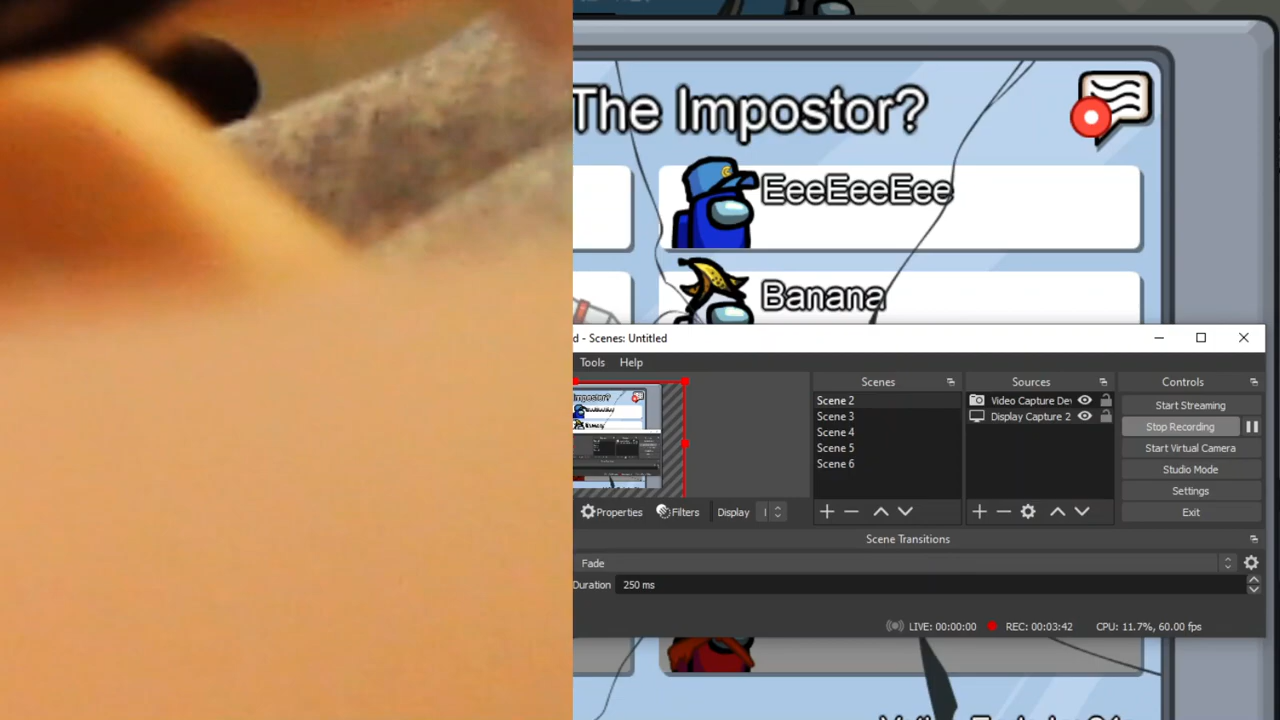 The Impostor?
EeeEeeEee
Banana
d - Scenes: Untitled
Tools Help
Scenes
Scene 2
Scene 3
Scene 4
Scene 5
Scene 6
Sources
Video Capture Dev
Display Capture 2
Controls
Start Streaming
Stop Recording
Start Virtual Camera
Studio Mode
Settings
Exit
Properties Filters Display
Scene Transitions
Fade
Duration 250 ms
LIVE: 00:00:00 REC: 00:03:42 CPU: 11.7%, 60.00 fps